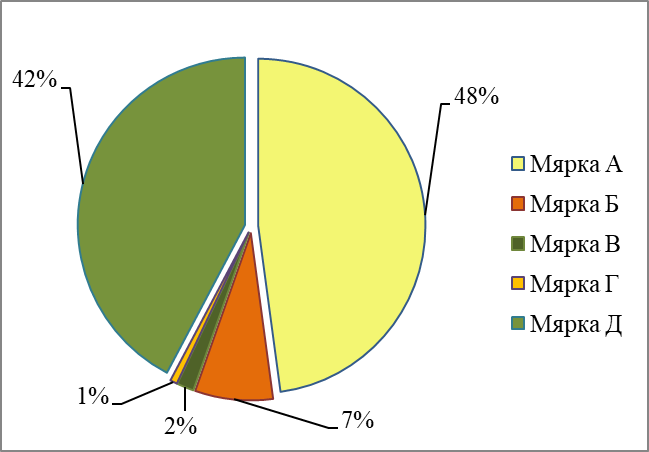 42%
48%
Мярка А
Мярка Б
Мярка В
Мярка Г
Мярка Д
1%
2%
7%